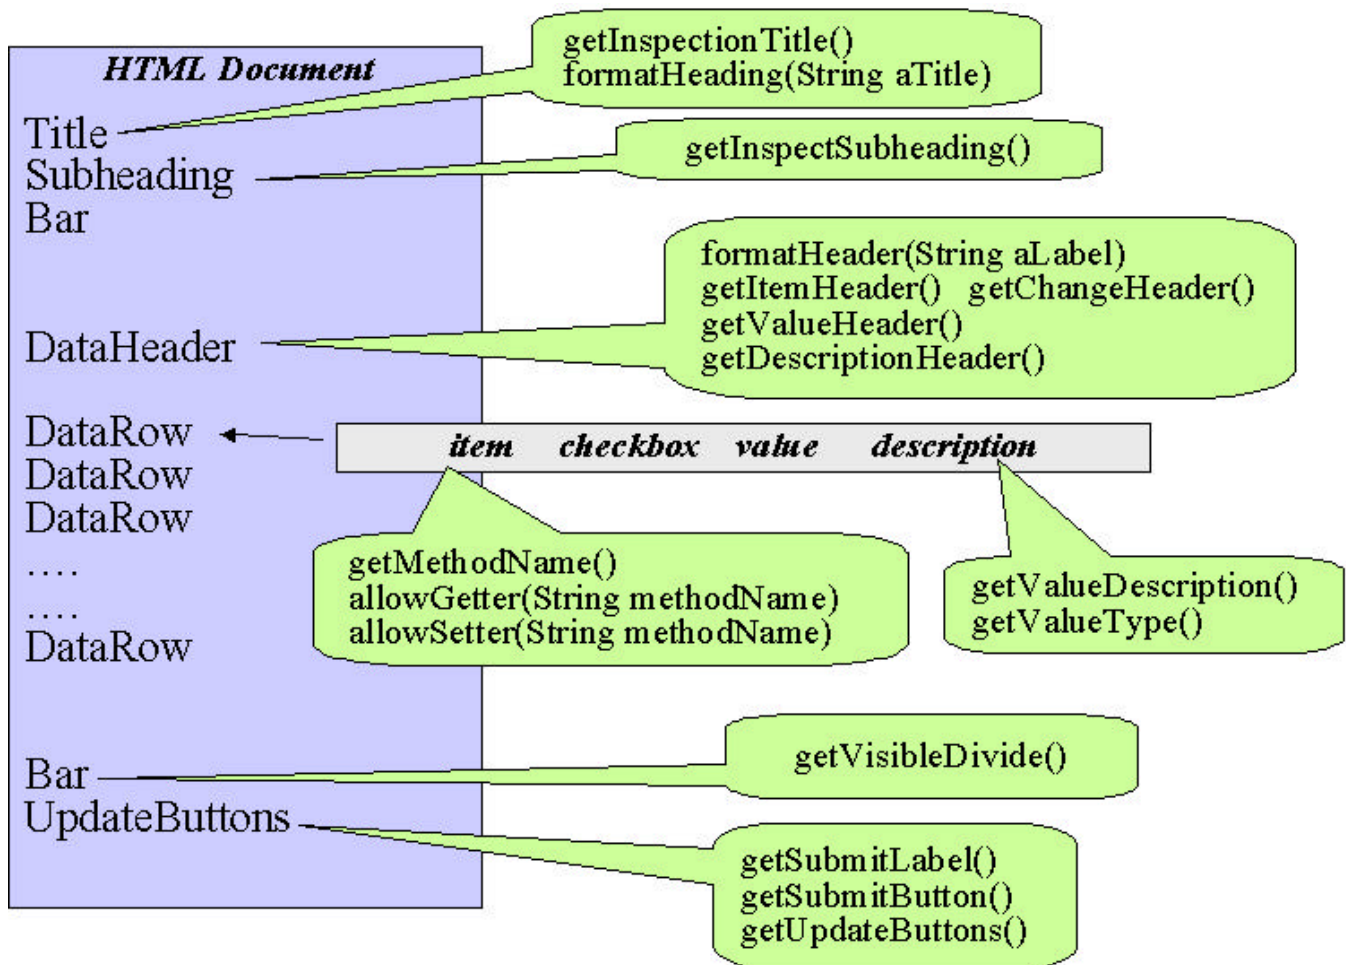 HTML Document
getInspectionTitle()
formatHeading(String aTitle)
Title
Subheading
getInspectSubheading()
Bar
formatHeader(String aLabel)
getItemHeader() getChangeHeader()
getValueHeader()
getDescriptionHeader()
DataHeader
DataRow
item checkbox value description
DataRow
DataRow
....
....
DataRow
getMethodName()
allowGetter(String methodName)
allowSetter(String methodName)
getValueDescription()
getValueType()
Bar
getVisibleDivide()
UpdateButtons
getSubmitLabel()
getSubmitButton()
getUpdateButtons()